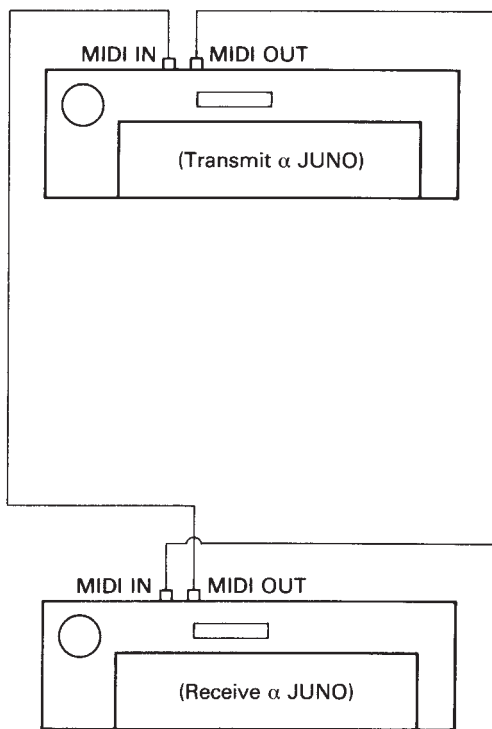 MIDI IN MIDI OUT
(Transmit α JUNO)
MIDI IN MIDI OUT
(Receive α JUNO)